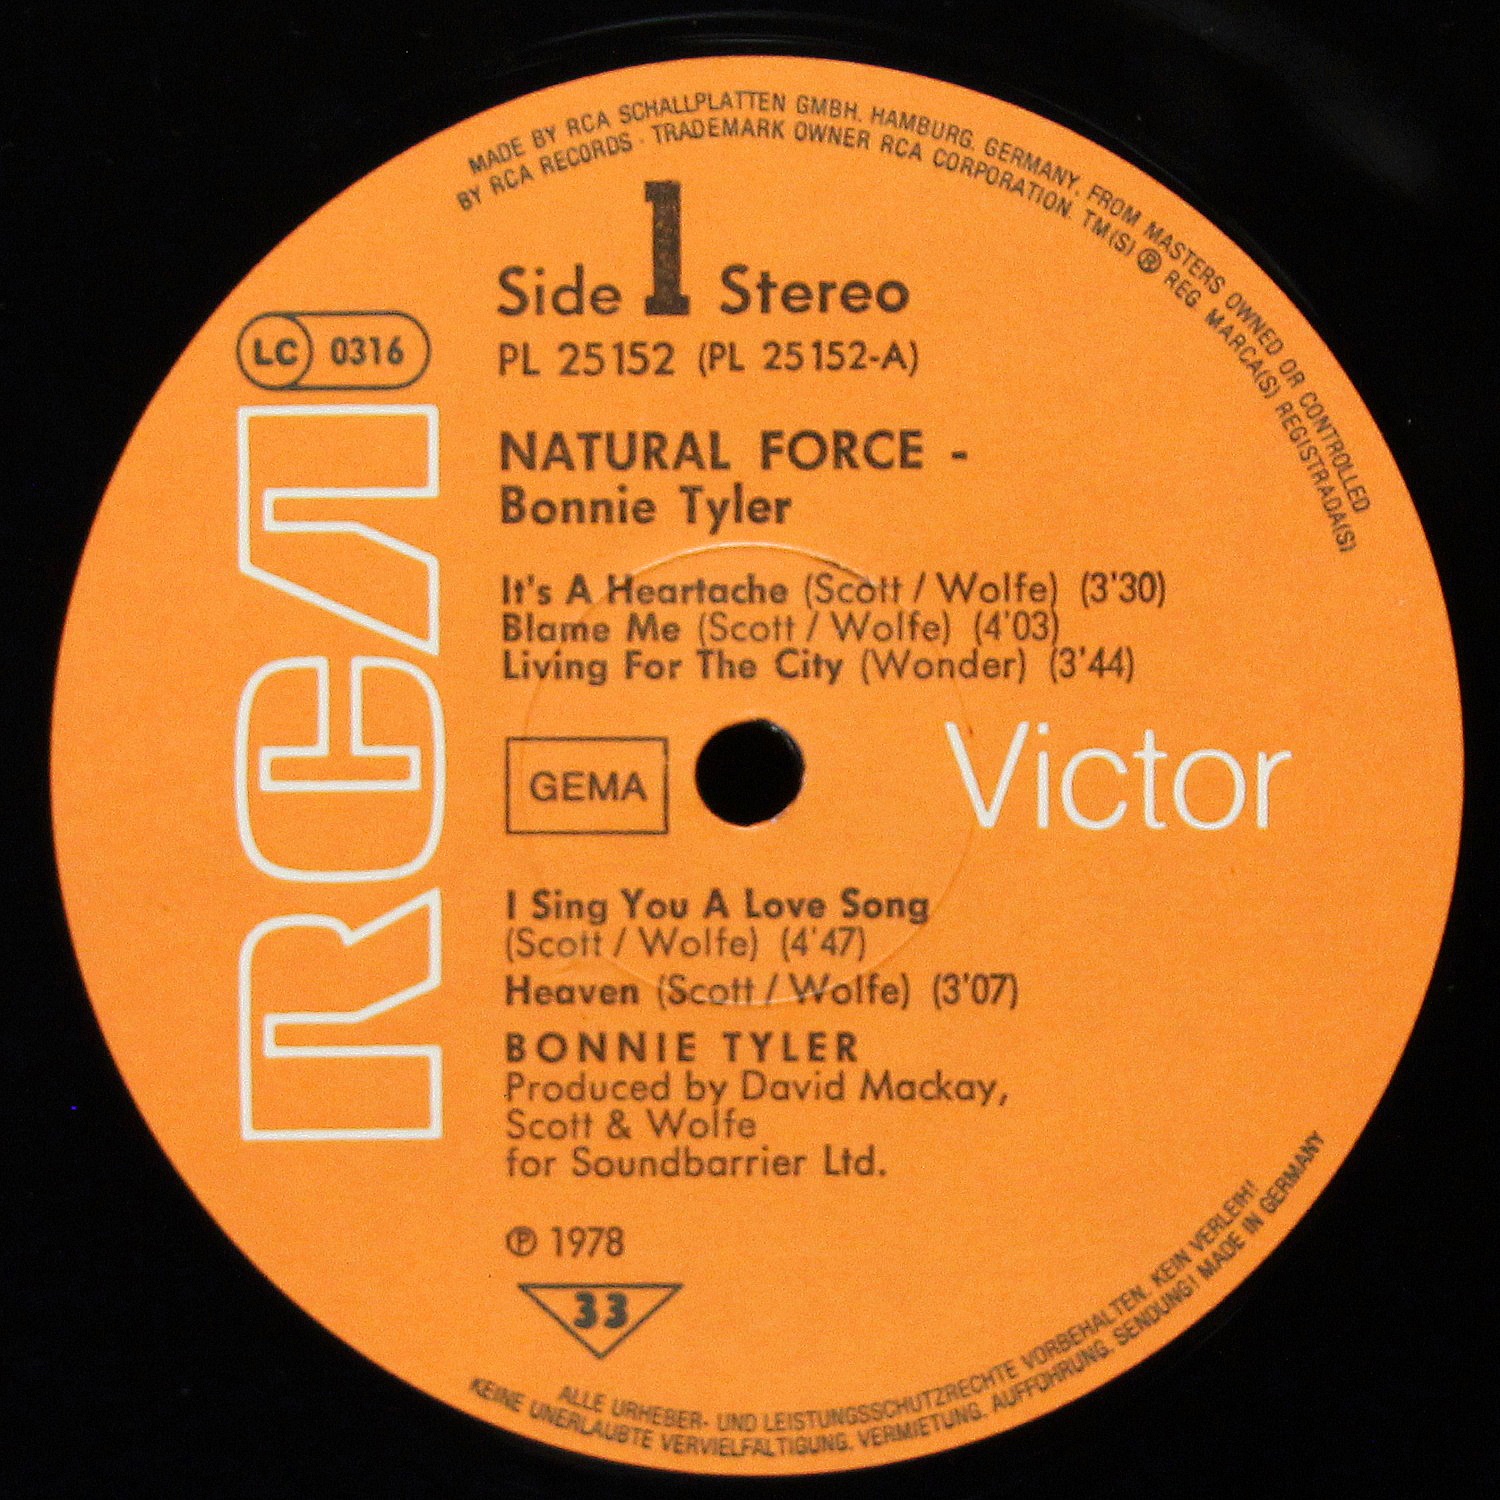 MADE BY RCA SCHALLPLATTEN GMBH. HAMBURG. GERMANY. FROM MASTERS OWNED OR CONTROLLED
BY RCA RECORDS · TRADEMARK OWNER RCA CORPORATION. TM(S) ® REG. MARCA(S) REGISTRADA(S)
Side 1 Stereo
LC 0316
PL 25152 (PL 25152-A)
RCA
NATURAL FORCE -
Bonnie Tyler
It's A Heartache (Scott / Wolfe) (3'30)
Blame Me (Scott / Wolfe) (4'03)
Living For The City (Wonder) (3'44)
GEMA
Victor
I Sing You A Love Song
(Scott / Wolfe) (4'47)
Heaven (Scott / Wolfe) (3'07)
BONNIE TYLER
Produced by David Mackay,
Scott & Wolfe
for Soundbarrier Ltd.
℗ 1978
33
ALLE URHEBER- UND LEISTUNGSSCHUTZRECHTE VORBEHALTEN. KEIN VERLEIH!
KEINE UNERLAUBTE VERVIELFÄLTIGUNG. VERMIETUNG. AUFFÜHRUNG. SENDUNG! MADE IN GERMANY